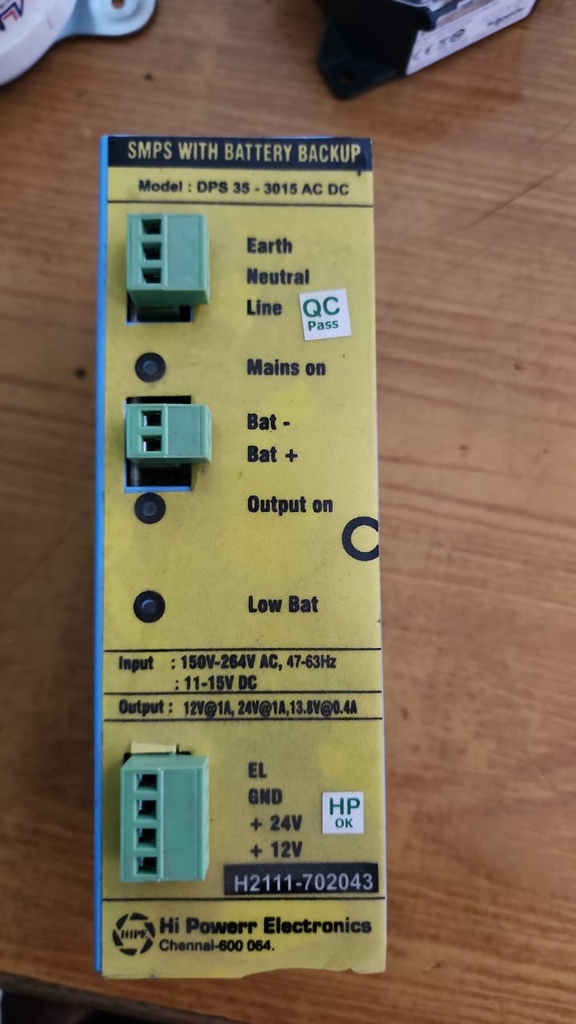 SMPS WITH BATTERY BACKUP
Model : DPS 35 - 3015 AC DC
Earth
Neutral
Line
QC
Pass
Mains on
Bat -
Bat +
Output on
Low Bat
Input : 150V-264V AC, 47-63Hz
: 11-15V DC
Output : 12V@1A, 24V@1A,13.8V@0.4A
EL
GND
+ 24V
+ 12V
HP
OK
H2111-702043
HIPE
Hi Powerr Electronics
Chennai-600 064.